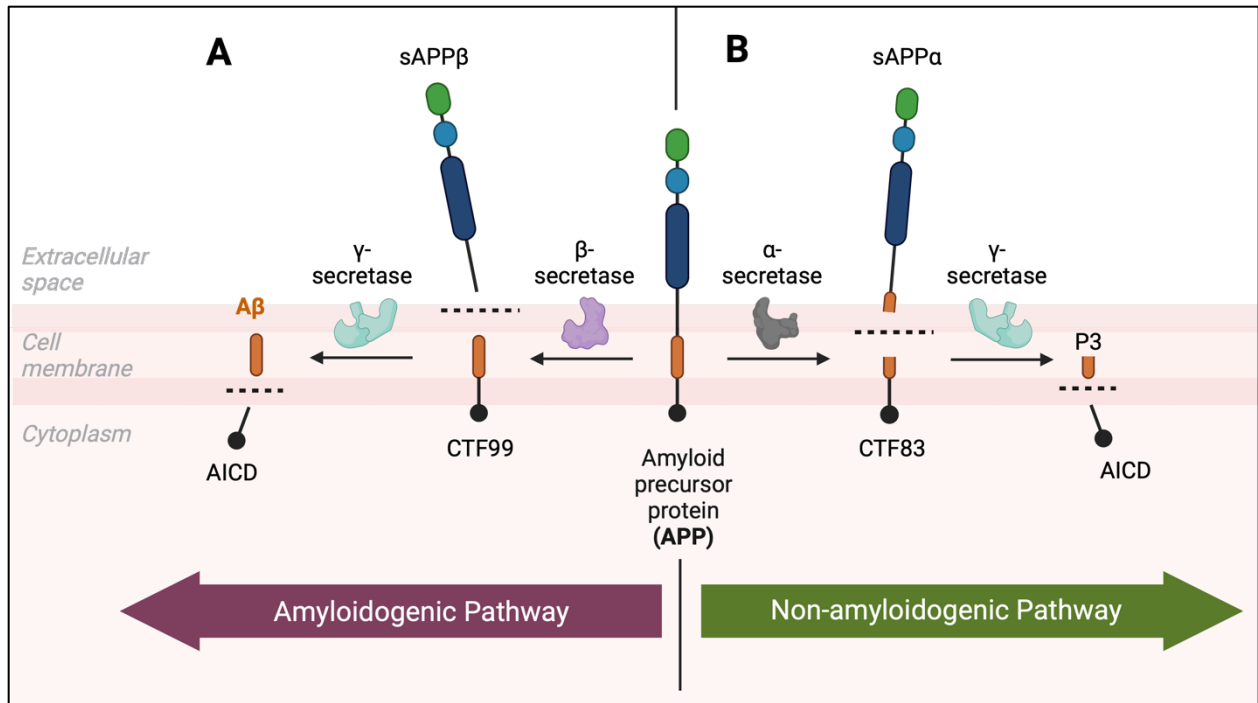 A
B
sAPPβ
sAPPα
Extracellular
space
γ-
secretase
β-
secretase
α-
secretase
γ-
secretase
Aβ
Cell
membrane
P3
Cytoplasm
AICD
CTF99
Amyloid
precursor
protein
(APP)
CTF83
AICD
Amyloidogenic Pathway
Non-amyloidogenic Pathway